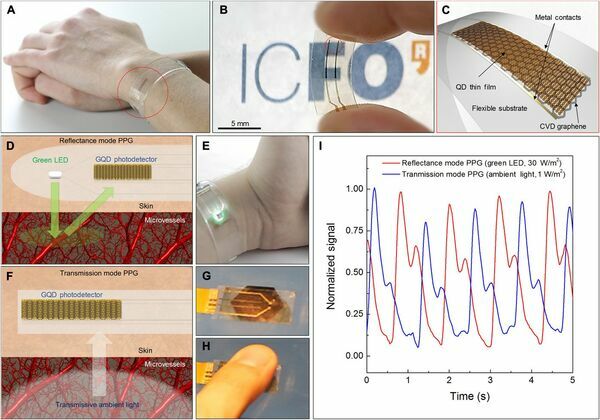 A
B
ICFO
R
5 mm
C
Metal contacts
QD thin film
Flexible substrate
CVD graphene
D
Reflectance mode PPG
Green LED
GQD photodetector
Skin
Microvessels
E
F
Transmission mode PPG
GQD photodetector
Skin
Microvessels
Transmissive ambient light
G
H
I
Reflectance mode PPG (green LED, 30 W/m²)
Tranmission mode PPG (ambient light, 1 W/m²)
Normalized signal
1.00
0.75
0.50
0.25
0.00
0 1 2 3 4 5
Time (s)